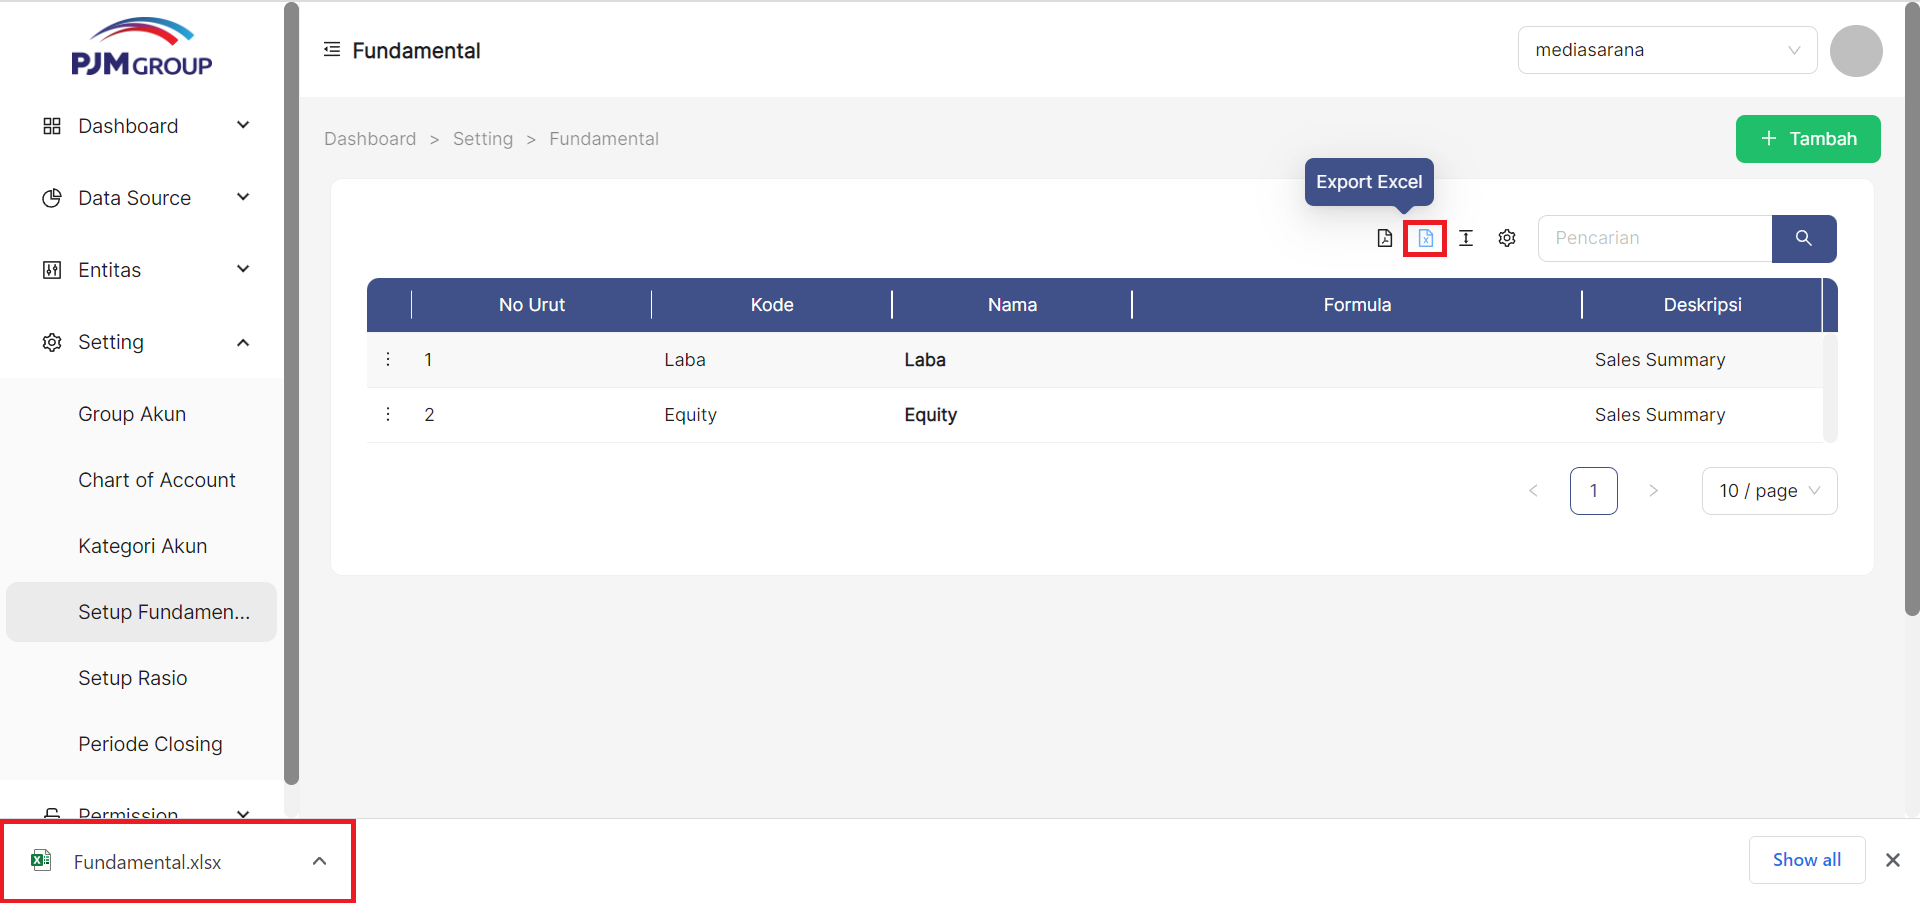 PJM GROUP
Dashboard
Data Source
Entitas
Setting
Group Akun
Chart of Account
Kategori Akun
Setup Fundamen...
Setup Rasio
Periode Closing
Permission
Fundamental
mediasarana
Dashboard > Setting > Fundamental
+ Tambah
Export Excel
Pencarian
No Urut Kode Nama Formula Deskripsi
1 Laba Laba Sales Summary
2 Equity Equity Sales Summary
< 1 > 10 / page
Fundamental.xlsx
Show all